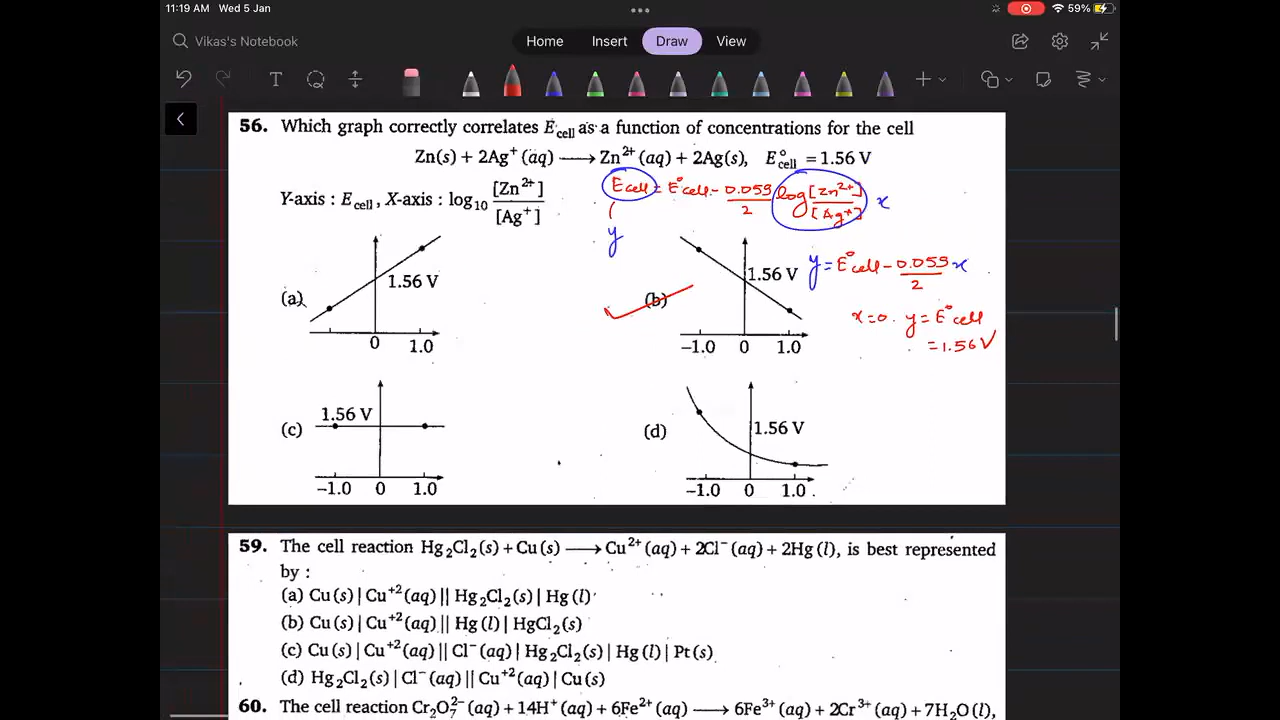 11:19 AM Wed 5 Jan
59%
Vikas's Notebook
Home Insert Draw View
56. Which graph correctly correlates E cell as a function of concentrations for the cell
Zn(s) + 2Ag⁺ (aq) ⟶ Zn²⁺ (aq) + 2Ag(s), E°cell = 1.56 V
Y-axis : E cell, X-axis : log₁₀ [Zn²⁺]/[Ag⁺]
Ecell = E°cell - 0.059/2 log [Zn²⁺]/[Ag⁺] x
y
(a) 1.56 V
0 1.0
(b) 1.56 V
-1.0 0 1.0
y = E°cell - 0.059/2 x
x=0. y = E°cell
= 1.56 V
(c) 1.56 V
-1.0 0 1.0
(d) 1.56 V
-1.0 0 1.0
59. The cell reaction Hg₂Cl₂(s) + Cu(s) ⟶ Cu²⁺(aq) + 2Cl⁻(aq) + 2Hg(l), is best represented
by :
(a) Cu(s) | Cu⁺²(aq) || Hg₂Cl₂(s) | Hg(l)
(b) Cu(s) | Cu⁺²(aq) || Hg(l) | HgCl₂(s)
(c) Cu(s) | Cu⁺²(aq) || Cl⁻(aq) | Hg₂Cl₂(s) | Hg(l) | Pt(s)
(d) Hg₂Cl₂(s) | Cl⁻(aq) || Cu⁺²(aq) | Cu(s)
60. The cell reaction Cr₂O₇²⁻(aq) + 14H⁺(aq) + 6Fe²⁺(aq) ⟶ 6Fe³⁺(aq) + 2Cr³⁺(aq) + 7H₂O(l),